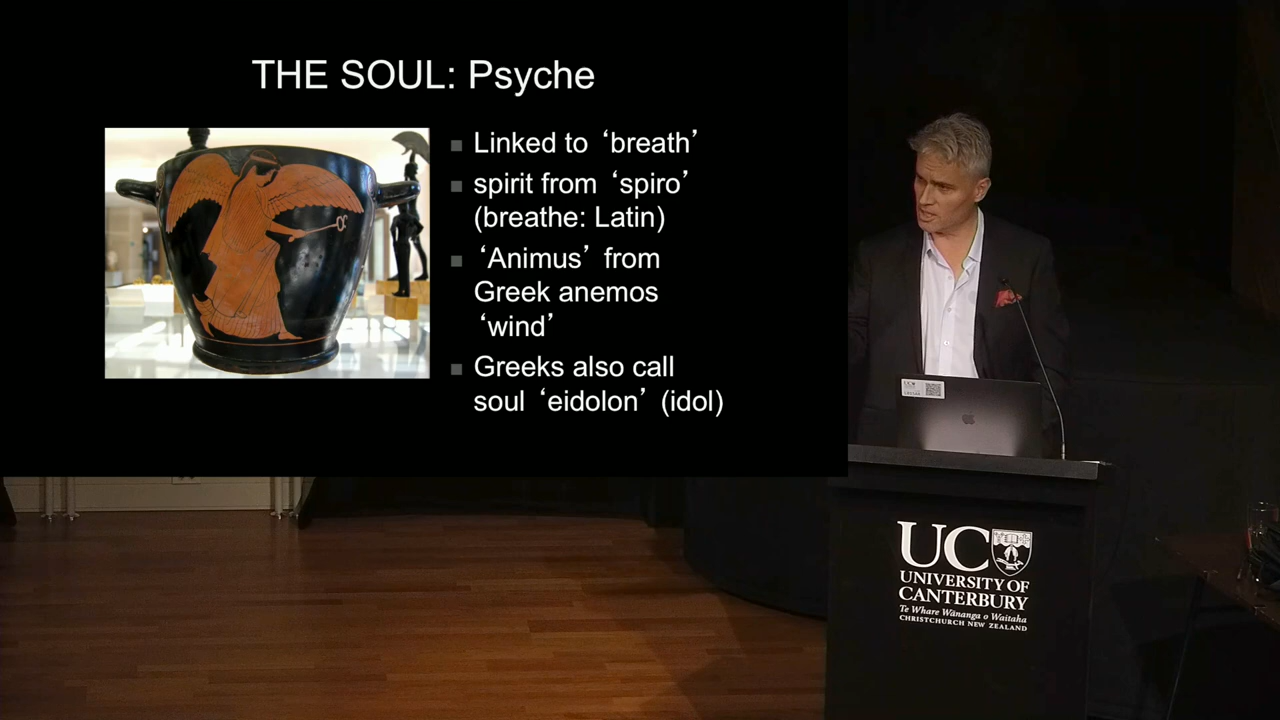 THE SOUL: Psyche
Linked to ‘breath’
spirit from ‘spiro’
(breathe: Latin)
‘Animus’ from
Greek anemos
‘wind’
Greeks also call
soul ‘eidolon’ (idol)
UC
UC
UNIVERSITY OF
CANTERBURY
Te Whare Wānanga o Waitaha
CHRISTCHURCH NEW ZEALAND